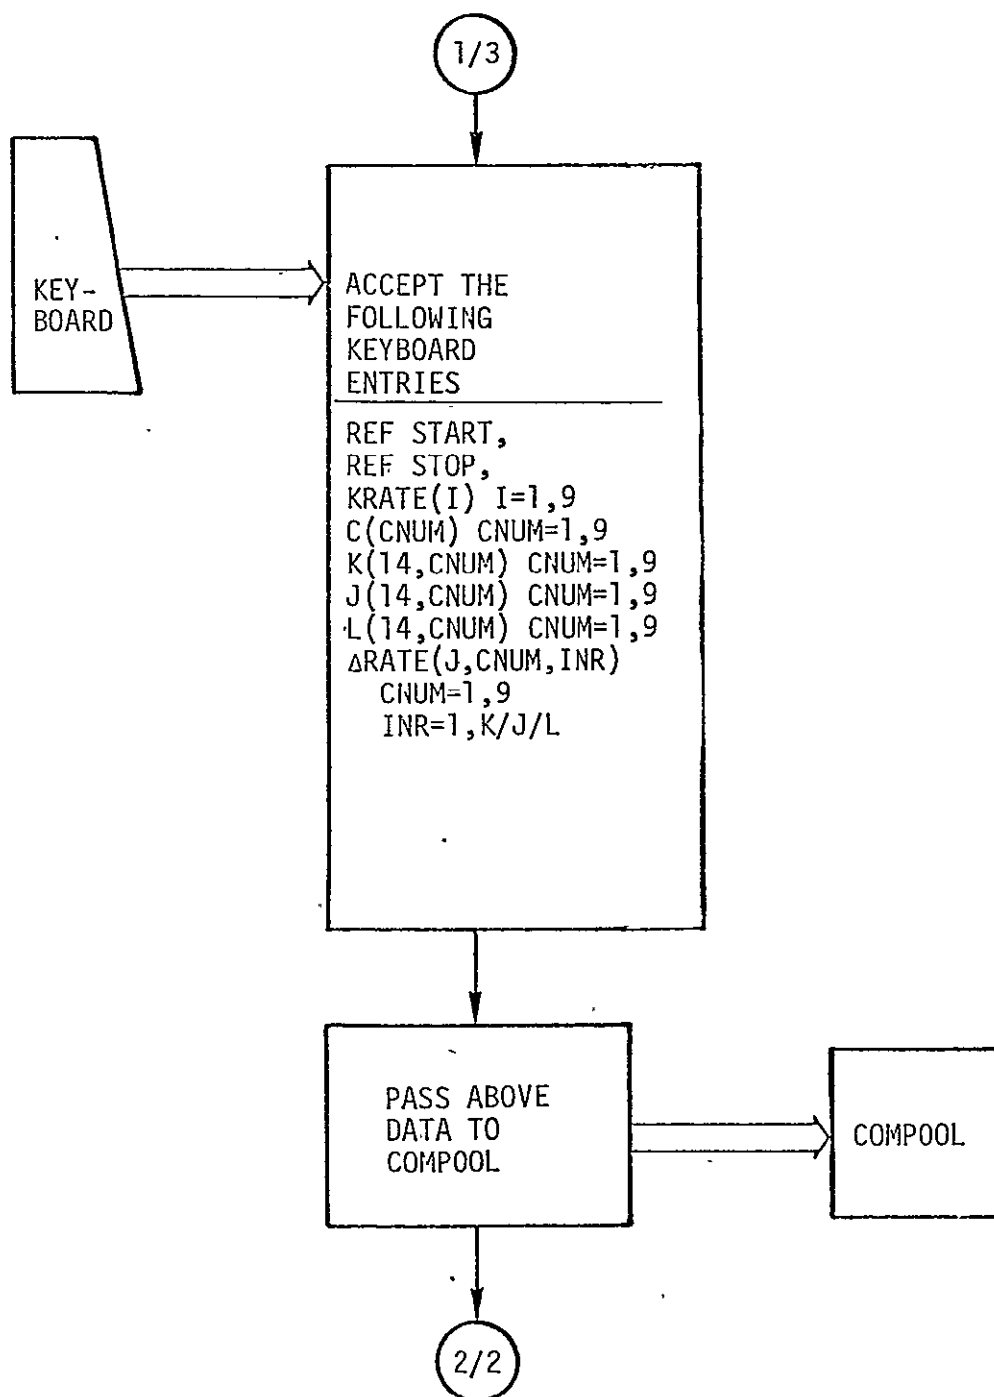 1/3
KEY-
BOARD
ACCEPT THE
FOLLOWING
KEYBOARD
ENTRIES
REF START,
REF STOP,
KRATE(I) I=1,9
C(CNUM) CNUM=1,9
K(14,CNUM) CNUM=1,9
J(14,CNUM) CNUM=1,9
L(14,CNUM) CNUM=1,9
ΔRATE(J,CNUM,INR)
CNUM=1,9
INR=1,K/J/L
PASS ABOVE
DATA TO
COMPOOL
COMPOOL
2/2